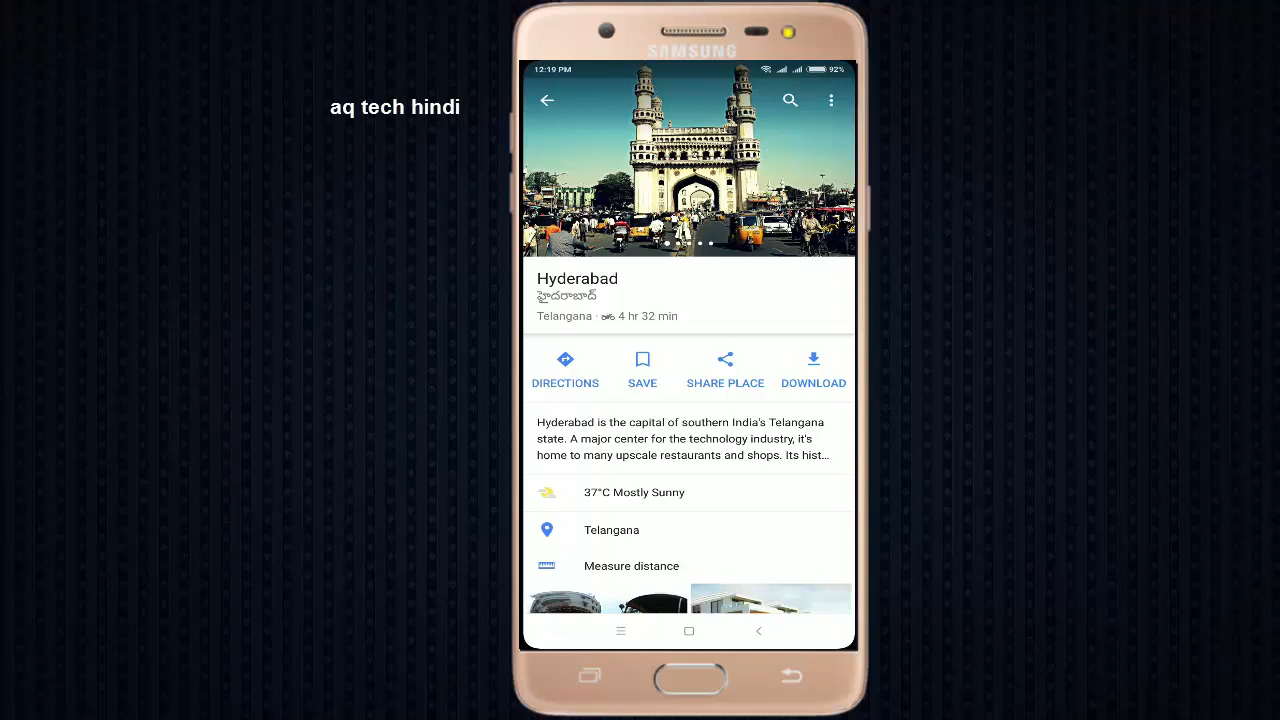 aq tech hindi
SAMSUNG
12:19 PM
92%
Hyderabad
హైదరాబాద్
Telangana · 4 hr 32 min
DIRECTIONS SAVE SHARE PLACE DOWNLOAD
Hyderabad is the capital of southern India's Telangana
state. A major center for the technology industry, it's
home to many upscale restaurants and shops. Its hist...
37°C Mostly Sunny
Telangana
Measure distance